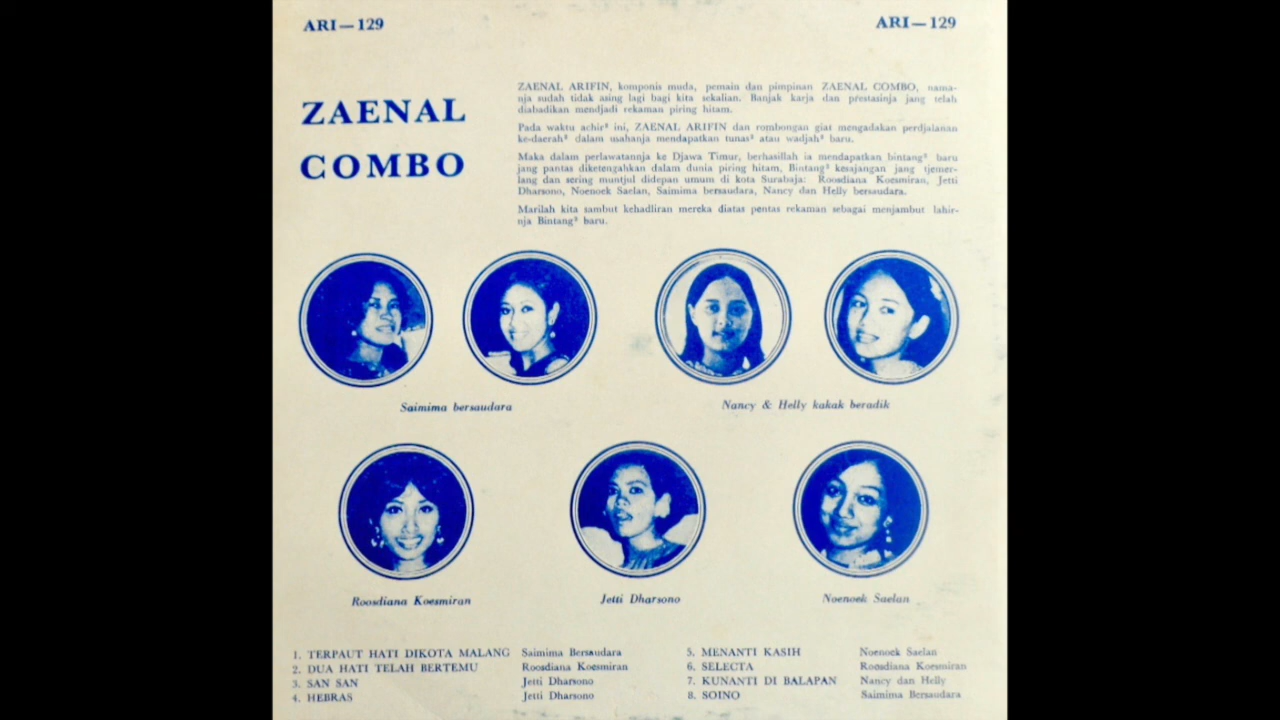 ARI—129
ARI—129
ZAENAL
COMBO
ZAENAL ARIFIN, komponis muda, pemain dan pimpinan ZAENAL COMBO, nama-
nja sudah tidak asing lagi bagi kita sekalian. Banjak karja dan prestasinja jang telah
diabadikan mendjadi rekaman piring hitam.
Pada waktu achir² ini, ZAENAL ARIFIN dan rombongan giat mengadakan perdjalanan
ke-daerah² dalam usahanja mendapatkan tunas² atau wadjah² baru.
Maka dalam perlawatannja ke Djawa Timur, berhasillah ia mendapatkan bintang² baru
jang pantas diketengahkan dalam dunia piring hitam, Bintang² kesajangan jang tjemer-
lang dan sering muntjul didepan umum di kota Surabaja: Roosdiana Koesmiran, Jetti
Dharsono, Noenoek Saelan, Saimima bersaudara, Nancy dan Helly bersaudara.
Marilah kita sambut kehadliran mereka diatas pentas rekaman sebagai menjambut lahir-
nja Bintang² baru.
Saimima bersaudara
Nancy & Helly kakak beradik
Roosdiana Koesmiran
Jetti Dharsono
Noenoek Saelan
1. TERPAUT HATI DIKOTA MALANG Saimima Bersaudara
2. DUA HATI TELAH BERTEMU Roosdiana Koesmiran
3. SAN SAN Jetti Dharsono
4. HEBRAS Jetti Dharsono
5. MENANTI KASIH Noenoek Saelan
6. SELECTA Roosdiana Koesmiran
7. KUNANTI DI BALAPAN Nancy dan Helly
8. SOINO Saimima Bersaudara